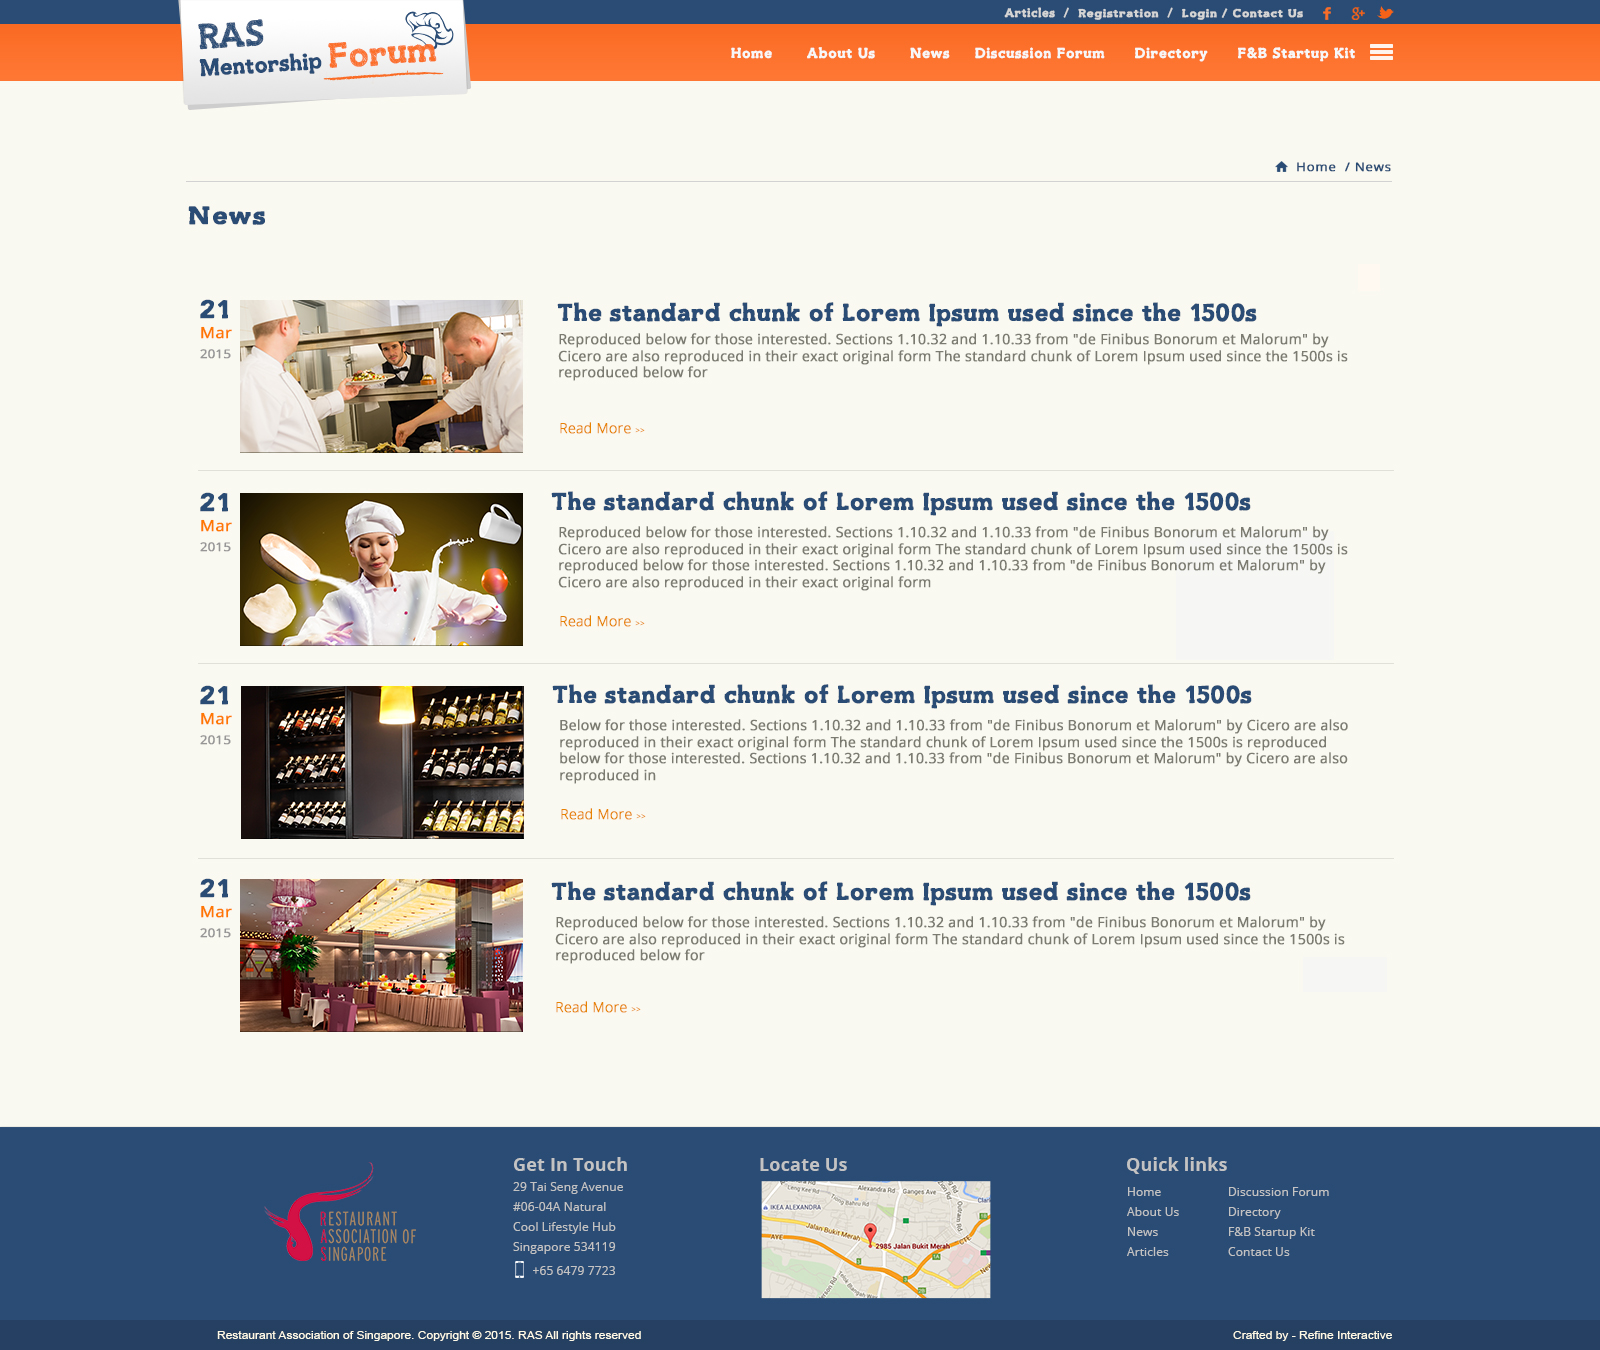 Articles / Registration / Login / Contact Us
RAS
Mentorship Forum
Home About Us News Discussion Forum Directory F&B Startup Kit
Home / News
News
21
Mar
2015
The standard chunk of Lorem Ipsum used since the 1500s
Reproduced below for those interested. Sections 1.10.32 and 1.10.33 from "de Finibus Bonorum et Malorum" by
Cicero are also reproduced in their exact original form The standard chunk of Lorem Ipsum used since the 1500s is
reproduced below for
Read More >>
21
Mar
2015
The standard chunk of Lorem Ipsum used since the 1500s
Reproduced below for those interested. Sections 1.10.32 and 1.10.33 from "de Finibus Bonorum et Malorum" by
Cicero are also reproduced in their exact original form The standard chunk of Lorem Ipsum used since the 1500s is
reproduced below for those interested. Sections 1.10.32 and 1.10.33 from "de Finibus Bonorum et Malorum" by
Cicero are also reproduced in their exact original form
Read More >>
21
Mar
2015
The standard chunk of Lorem Ipsum used since the 1500s
Below for those interested. Sections 1.10.32 and 1.10.33 from "de Finibus Bonorum et Malorum" by Cicero are also
reproduced in their exact original form The standard chunk of Lorem Ipsum used since the 1500s is reproduced
below for those interested. Sections 1.10.32 and 1.10.33 from "de Finibus Bonorum et Malorum" by Cicero are also
reproduced in
Read More >>
21
Mar
2015
The standard chunk of Lorem Ipsum used since the 1500s
Reproduced below for those interested. Sections 1.10.32 and 1.10.33 from "de Finibus Bonorum et Malorum" by
Cicero are also reproduced in their exact original form The standard chunk of Lorem Ipsum used since the 1500s is
reproduced below for
Read More >>
RESTAURANT
ASSOCIATION OF
SINGAPORE
Get In Touch
29 Tai Seng Avenue
#06-04A Natural
Cool Lifestyle Hub
Singapore 534119
+65 6479 7723
Locate Us
Alexandra Rd
Ganges Ave
IKEA ALEXANDRA
Jalan Bukit Merah
2985 Jalan Bukit Merah
AYE
CTE
Quick links
Home Discussion Forum
About Us Directory
News F&B Startup Kit
Articles Contact Us
Restaurant Association of Singapore. Copyright © 2015. RAS All rights reserved
Crafted by - Refine Interactive